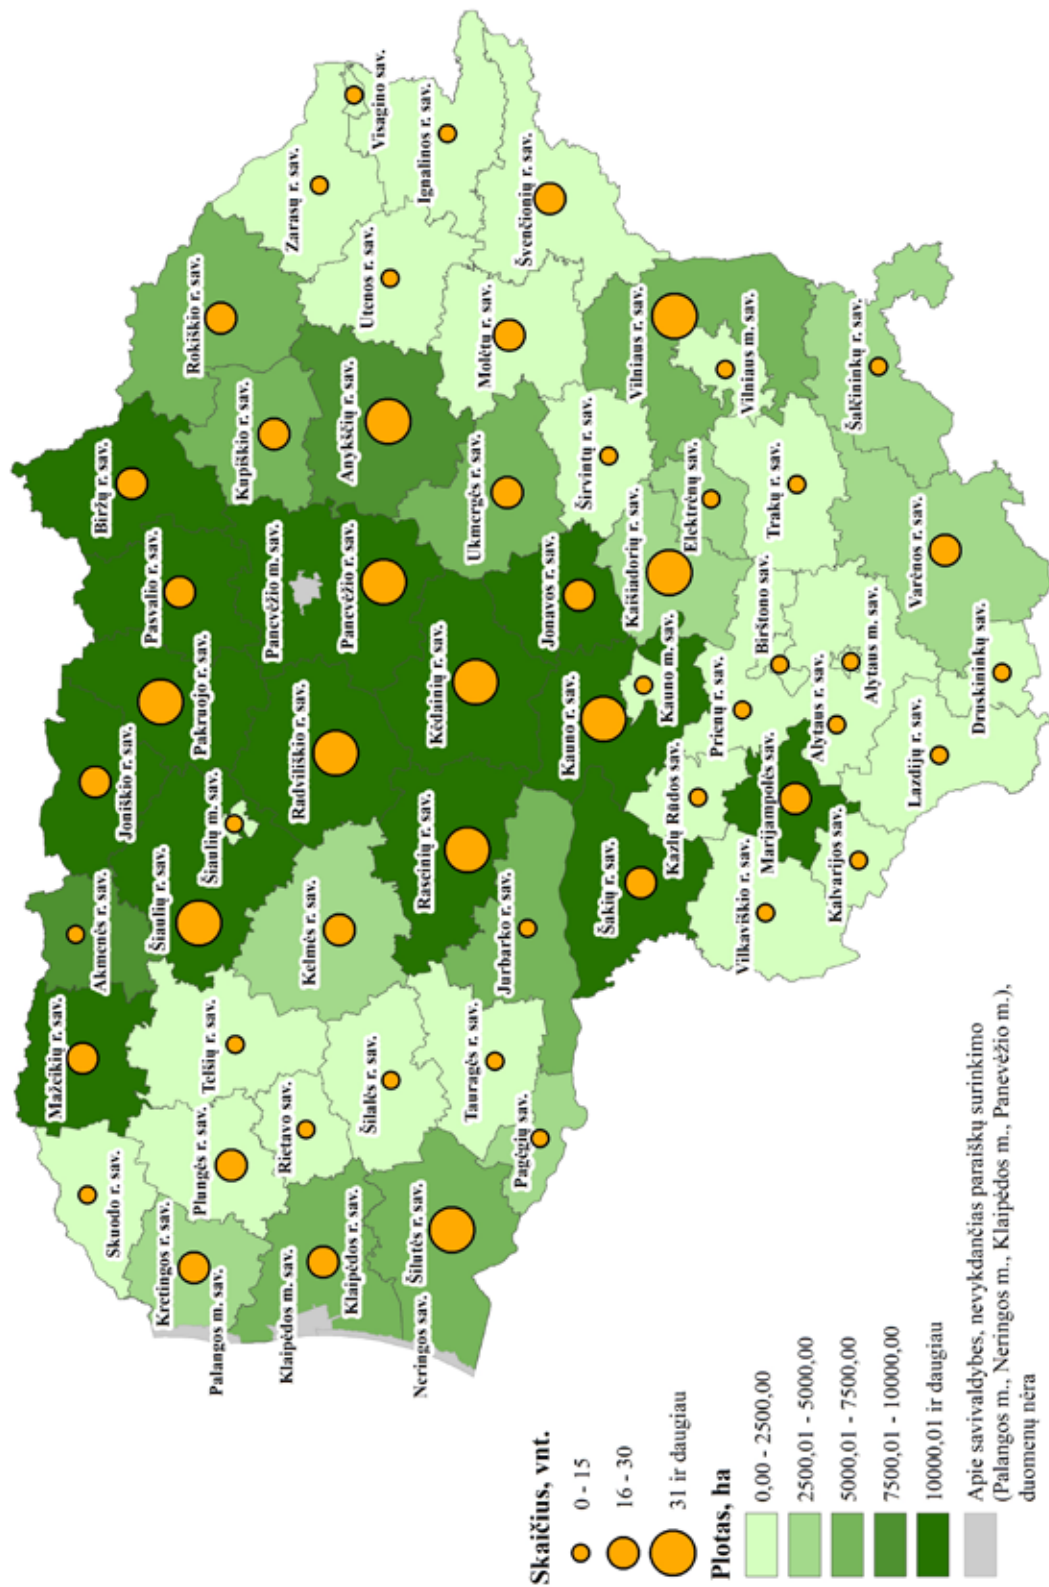 Skuodo r. sav.
Mažeikių r. sav.
Akmenės r. sav.
Joniškio r. sav.
Pakruojo r. sav.
Pasvalio r. sav.
Biržų r. sav.
Rokiškio r. sav.
Kupiškio r. sav.
Zarasų r. sav.
Visagino sav.
Ignalinos r. sav.
Utenos r. sav.
Švenčionių r. sav.
Molėtų r. sav.
Anykščių r. sav.
Panevėžio m. sav.
Panevėžio r. sav.
Radviliškio r. sav.
Šiaulių m. sav.
Šiaulių r. sav.
Telšių r. sav.
Plungės r. sav.
Kretingos r. sav.
Palangos m. sav.
Klaipėdos m. sav.
Klaipėdos r. sav.
Rietavo sav.
Šilalės r. sav.
Kelmės r. sav.
Raseinių r. sav.
Kėdainių r. sav.
Ukmergės r. sav.
Širvintų r. sav.
Vilniaus r. sav.
Vilniaus m. sav.
Šalčininkų r. sav.
Trakų r. sav.
Elektrėnų sav.
Kaišiadorių r. sav.
Jonavos r. sav.
Kauno r. sav.
Kauno m. sav.
Jurbarko r. sav.
Tauragės r. sav.
Pagėgių sav.
Šilutės r. sav.
Neringos sav.
Šakių r. sav.
Kazlų Rūdos sav.
Prienų r. sav.
Birštono sav.
Vilkaviškio r. sav.
Marijampolės sav.
Kalvarijos sav.
Alytaus r. sav.
Alytaus m. sav.
Varėnos r. sav.
Lazdijų r. sav.
Druskininkų sav.
Skaičius, vnt.
0 - 15
16 - 30
31 ir daugiau
Plotas, ha
0,00 - 2500,00
2500,01 - 5000,00
5000,01 - 7500,00
7500,01 - 10000,00
10000,01 ir daugiau
Apie savivaldybes, nevykdančias paraiškų surinkimo
(Palangos m., Neringos m., Klaipėdos m., Panevėžio m.),
duomenų nėra